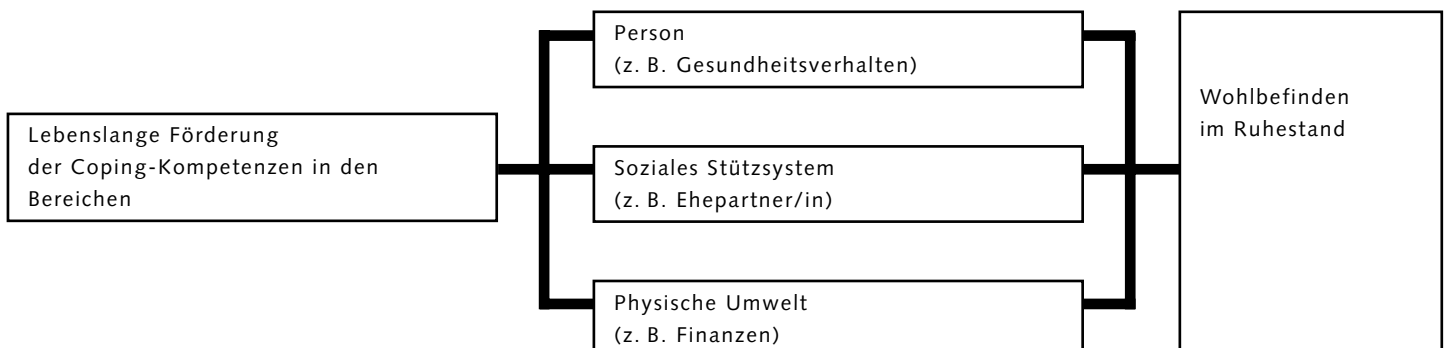 Lebenslange Förderung
der Coping-Kompetenzen in den
Bereichen
Person
(z. B. Gesundheitsverhalten)
Soziales Stützsystem
(z. B. Ehepartner/in)
Physische Umwelt
(z. B. Finanzen)
Wohlbefinden
im Ruhestand